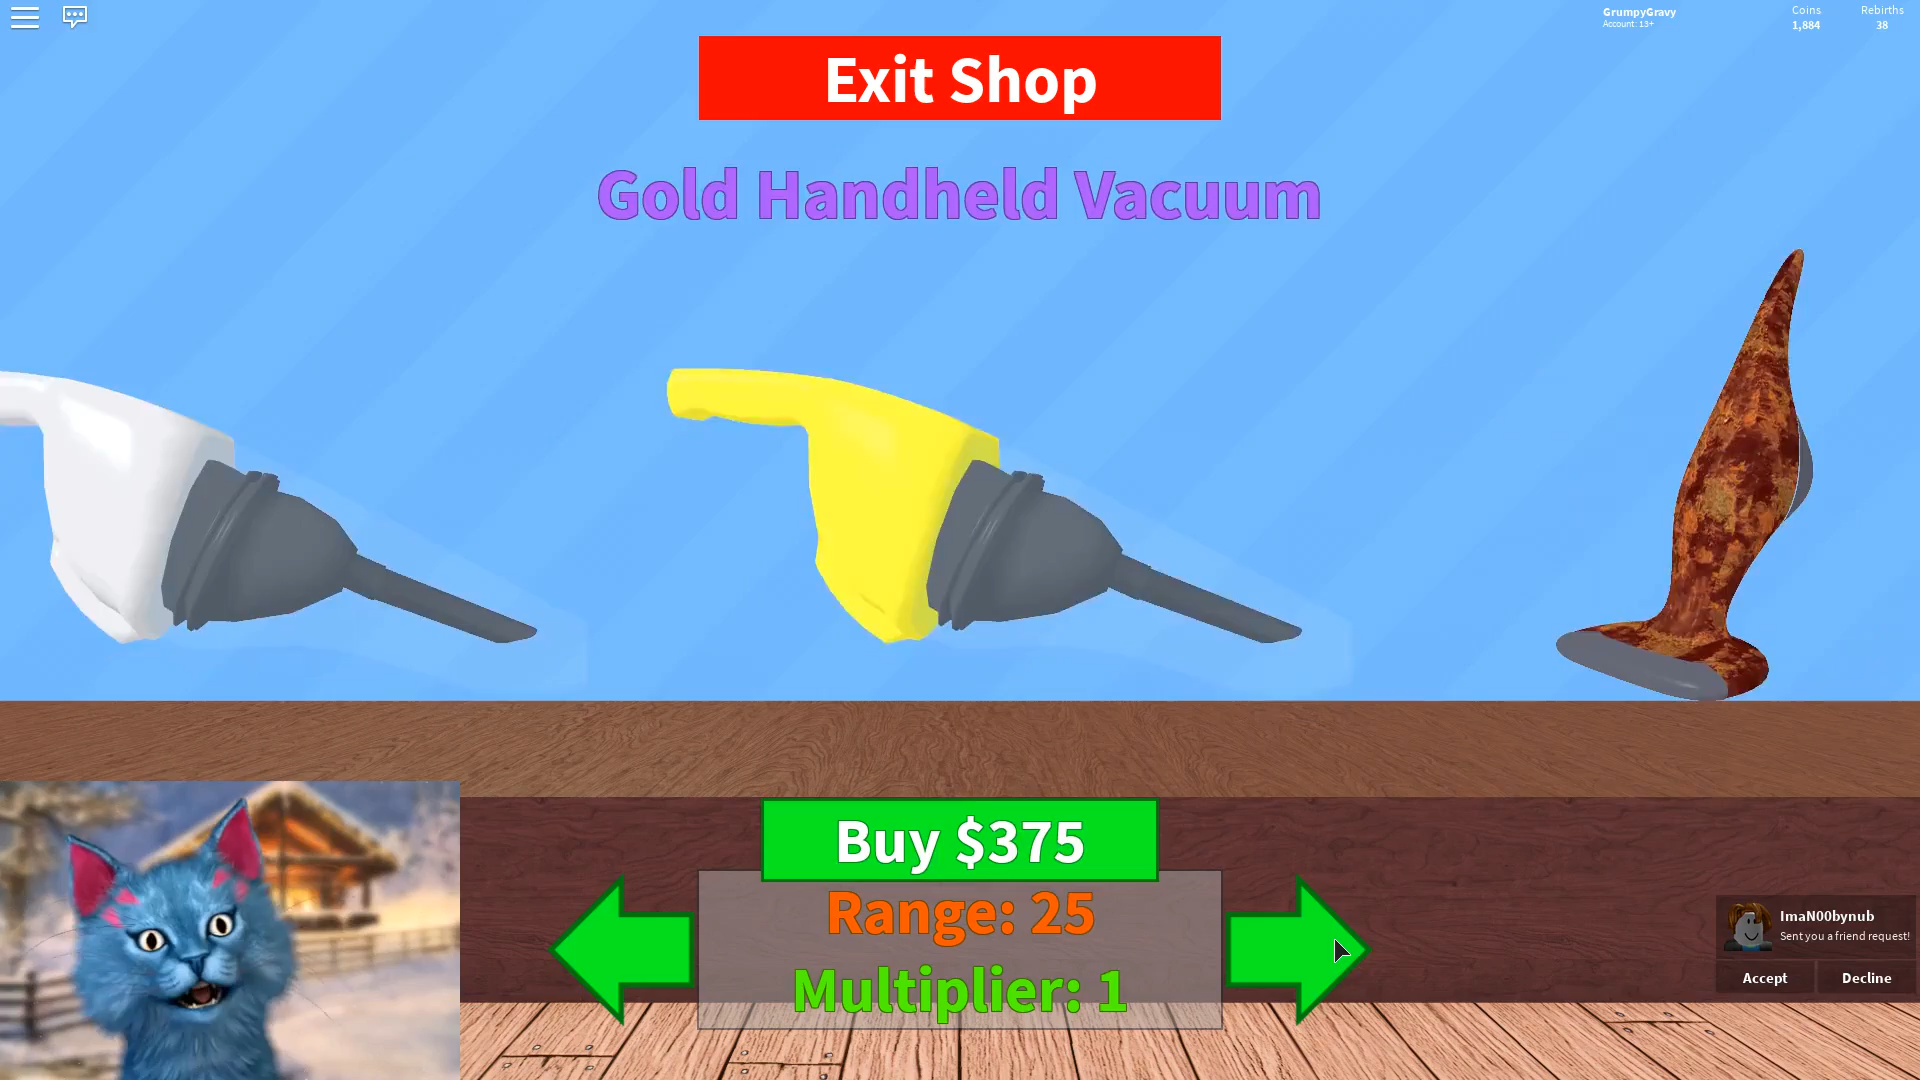 GrumpyGravy
Account: 13+
Coins
1,884
Rebirths
38
Exit Shop
Gold Handheld Vacuum
Buy $375
Range: 25
Multiplier: 1
ImaN00bynub
Sent you a friend request!
Accept
Decline